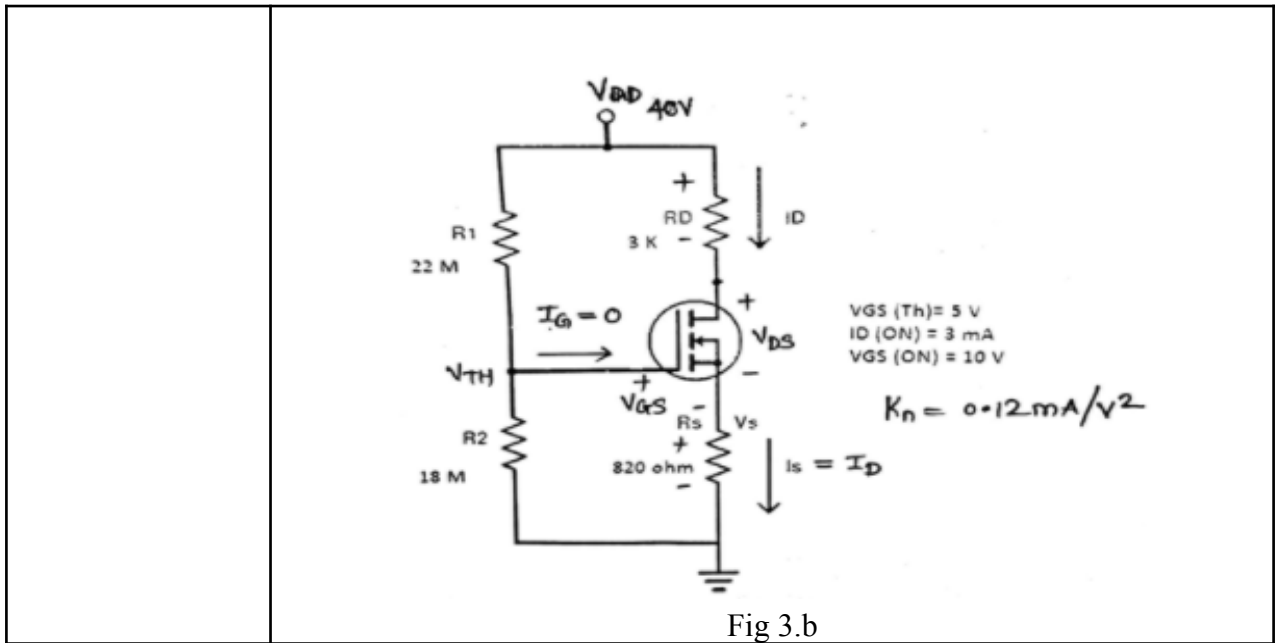 VDD 40V
+
RD
3 K
-
ID
R1
22 M
IG = 0
+
VDS
-
VGS (Th)= 5 V
ID (ON) = 3 mA
VGS (ON) = 10 V
Kn = 0.12mA/V2
VTH
+
VGS
-
Rs
Vs
+
820 ohm
-
Is = ID
R2
18 M
Fig 3.b